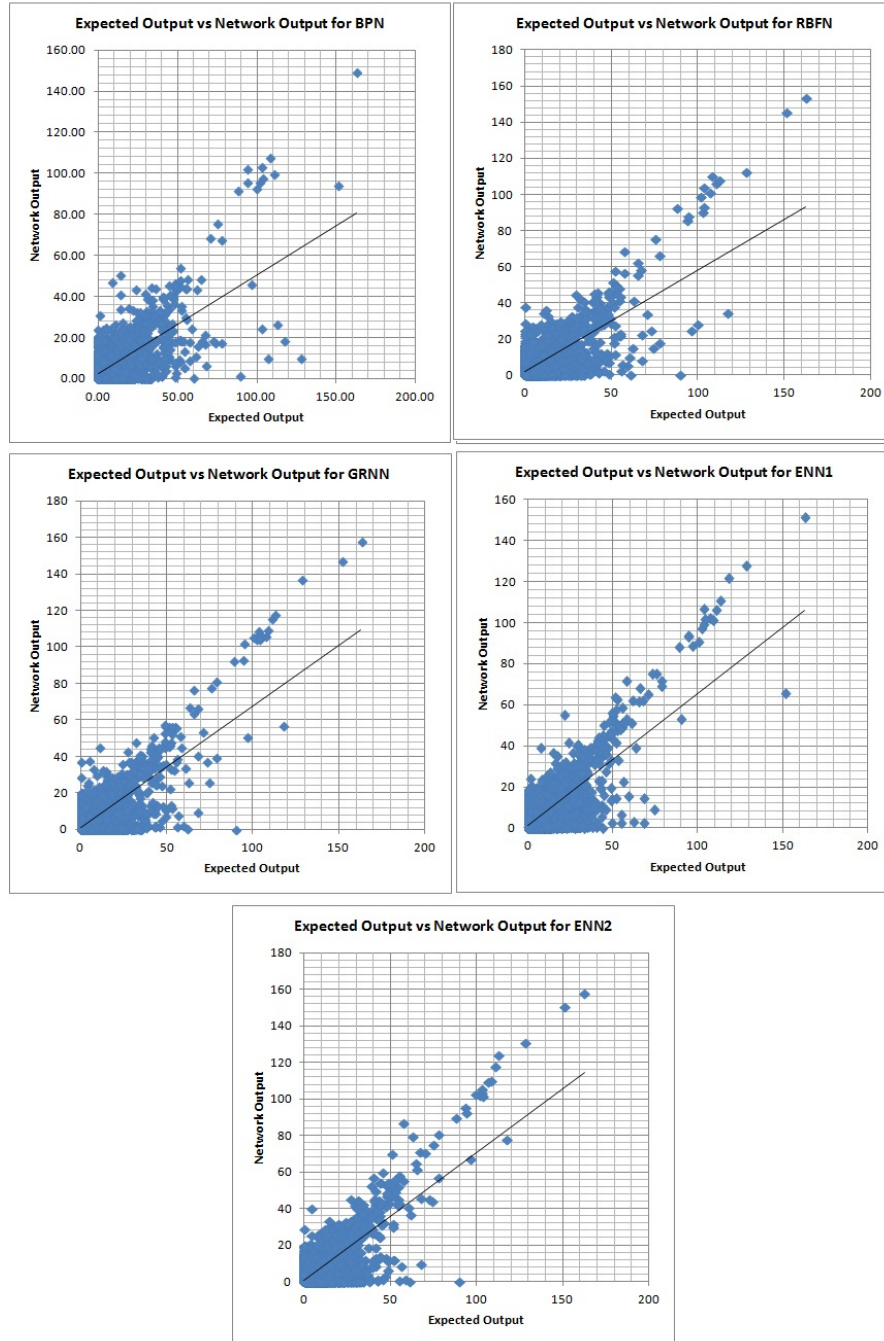 Expected Output vs Network Output for BPN
160.00
140.00
120.00
100.00
80.00
60.00
40.00
20.00
0.00
Network Output
0.00 50.00 100.00 150.00 200.00
Expected Output
Expected Output vs Network Output for RBFN
180
160
140
120
100
80
60
40
20
0
Network Output
0 50 100 150 200
Expected Output
Expected Output vs Network Output for GRNN
180
160
140
120
100
80
60
40
20
0
Network Output
0 50 100 150 200
Expected Output
Expected Output vs Network Output for ENN1
160
140
120
100
80
60
40
20
0
Network Output
0 50 100 150 200
Expected Output
Expected Output vs Network Output for ENN2
180
160
140
120
100
80
60
40
20
0
Network Output
0 50 100 150 200
Expected Output